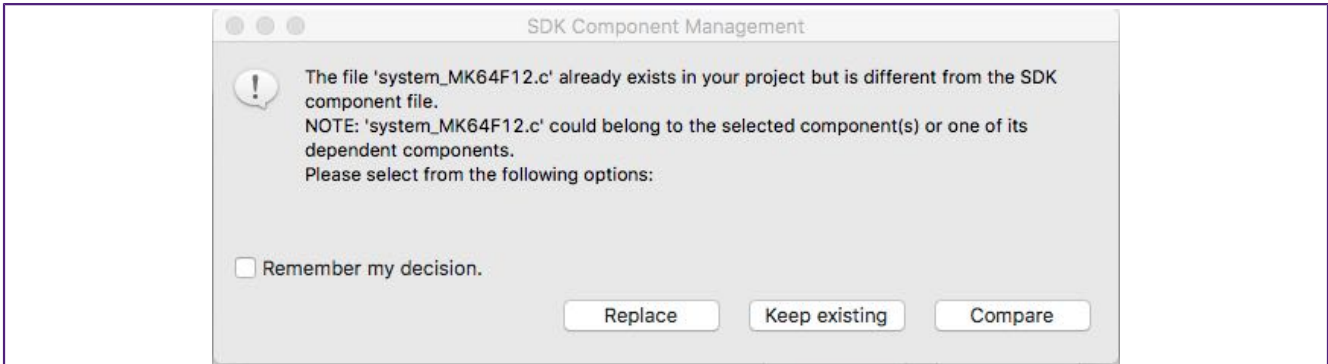 SDK Component Management
The file 'system_MK64F12.c' already exists in your project but is different from the SDK
component file.
NOTE: 'system_MK64F12.c' could belong to the selected component(s) or one of its
dependent components.
Please select from the following options:
Remember my decision.
Replace Keep existing Compare